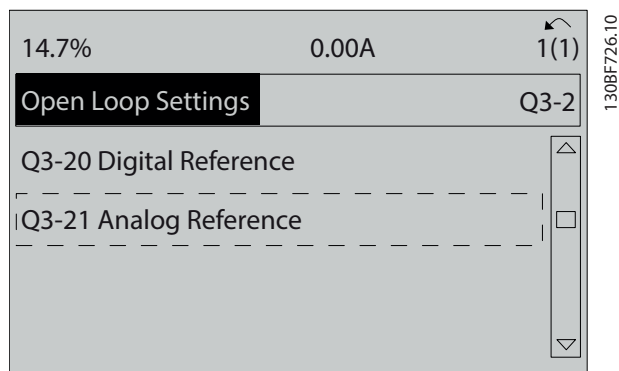 14.7% 0.00A 1(1)
Open Loop Settings Q3-2
Q3-20 Digital Reference
Q3-21 Analog Reference
130BF726.10